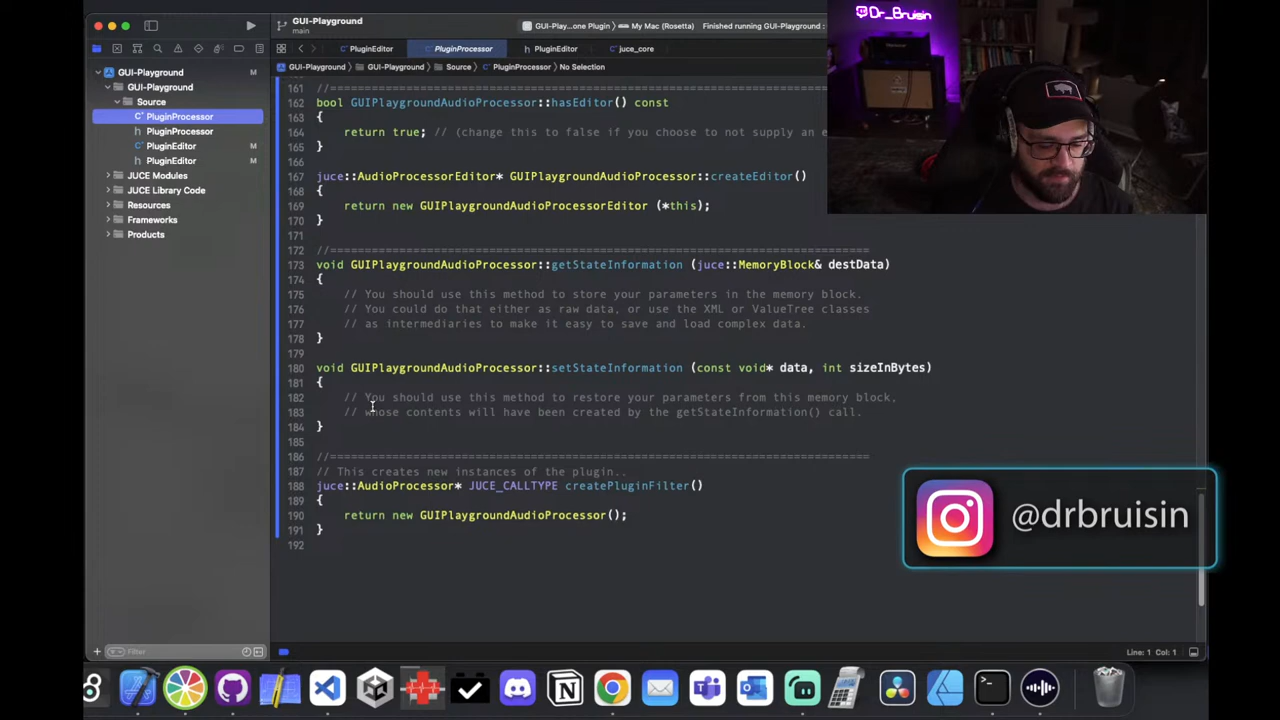 GUI-Playground
main
GUI-Play...one Plugin
My Mac (Rosetta)
Finished running GUI-Playground :
Dr_Bruisin
PluginEditor
PluginProcessor
PluginEditor
juce_core
GUI-Playground
GUI-Playground
Source
PluginProcessor
No Selection
GUI-Playground M
GUI-Playground
Source
PluginProcessor
PluginProcessor
PluginEditor M
PluginEditor M
JUCE Modules
JUCE Library Code
Resources
Frameworks
Products
161 //==============================================================================
162 bool GUIPlaygroundAudioProcessor::hasEditor() const
163 {
164 return true; // (change this to false if you choose to not supply an e
165 }
166
167 juce::AudioProcessorEditor* GUIPlaygroundAudioProcessor::createEditor()
168 {
169 return new GUIPlaygroundAudioProcessorEditor (*this);
170 }
171
172 //==============================================================================
173 void GUIPlaygroundAudioProcessor::getStateInformation (juce::MemoryBlock& destData)
174 {
175 // You should use this method to store your parameters in the memory block.
176 // You could do that either as raw data, or use the XML or ValueTree classes
177 // as intermediaries to make it easy to save and load complex data.
178 }
179
180 void GUIPlaygroundAudioProcessor::setStateInformation (const void* data, int sizeInBytes)
181 {
182 // You should use this method to restore your parameters from this memory block,
183 // whose contents will have been created by the getStateInformation() call.
184 }
185
186 //==============================================================================
187 // This creates new instances of the plugin..
188 juce::AudioProcessor* JUCE_CALLTYPE createPluginFilter()
189 {
190 return new GUIPlaygroundAudioProcessor();
191 }
192
@drbruisin
Filter
Line: 1 Col: 1